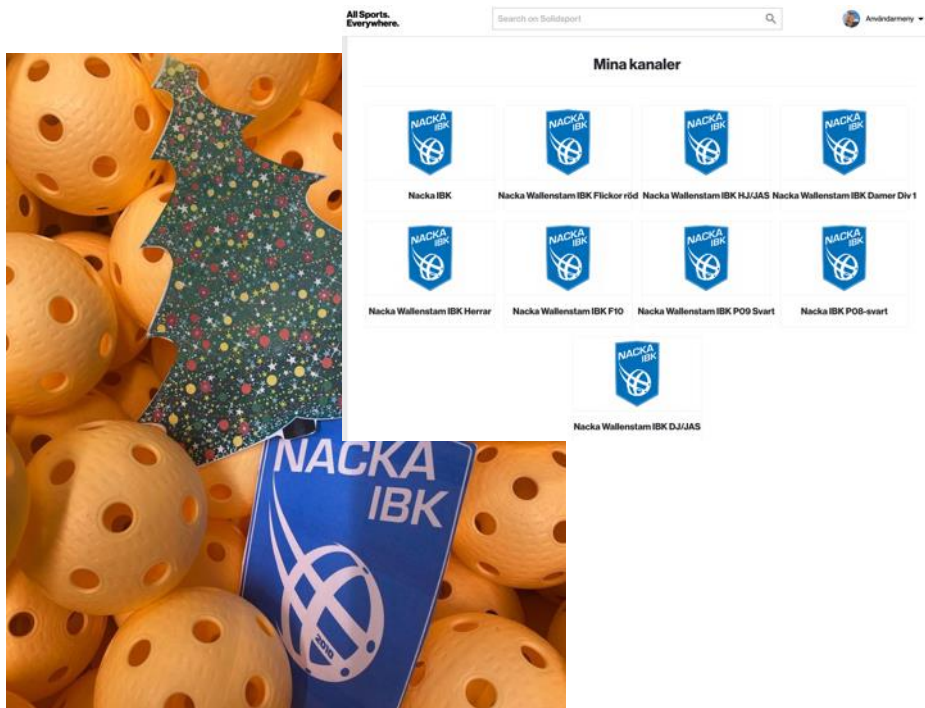 All Sports.
Everywhere.
Search on Solidsport
Användarmeny
Mina kanaler
NACKA
IBK
NACKA
IBK
NACKA
IBK
NACKA
IBK
Nacka IBK
Nacka Wallenstam IBK Flickor röd
Nacka Wallenstam IBK HJ/JAS
Nacka Wallenstam IBK Damer Div 1
NACKA
IBK
NACKA
IBK
NACKA
IBK
NACKA
IBK
Nacka Wallenstam IBK Herrar
Nacka Wallenstam IBK F10
Nacka Wallenstam IBK P09 Svart
Nacka IBK P08-svart
NACKA
IBK
Nacka Wallenstam IBK DJ/JAS
NACKA
IBK
2010